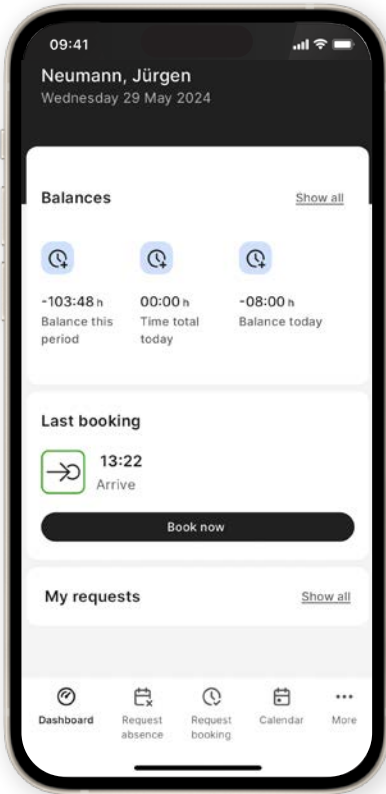 09:41
Neumann, Jürgen
Wednesday 29 May 2024
Balances
Show all
-103:48 h
Balance this
period
00:00 h
Time total
today
-08:00 h
Balance today
Last booking
13:22
Arrive
Book now
My requests
Show all
Dashboard
Request
absence
Request
booking
Calendar
More